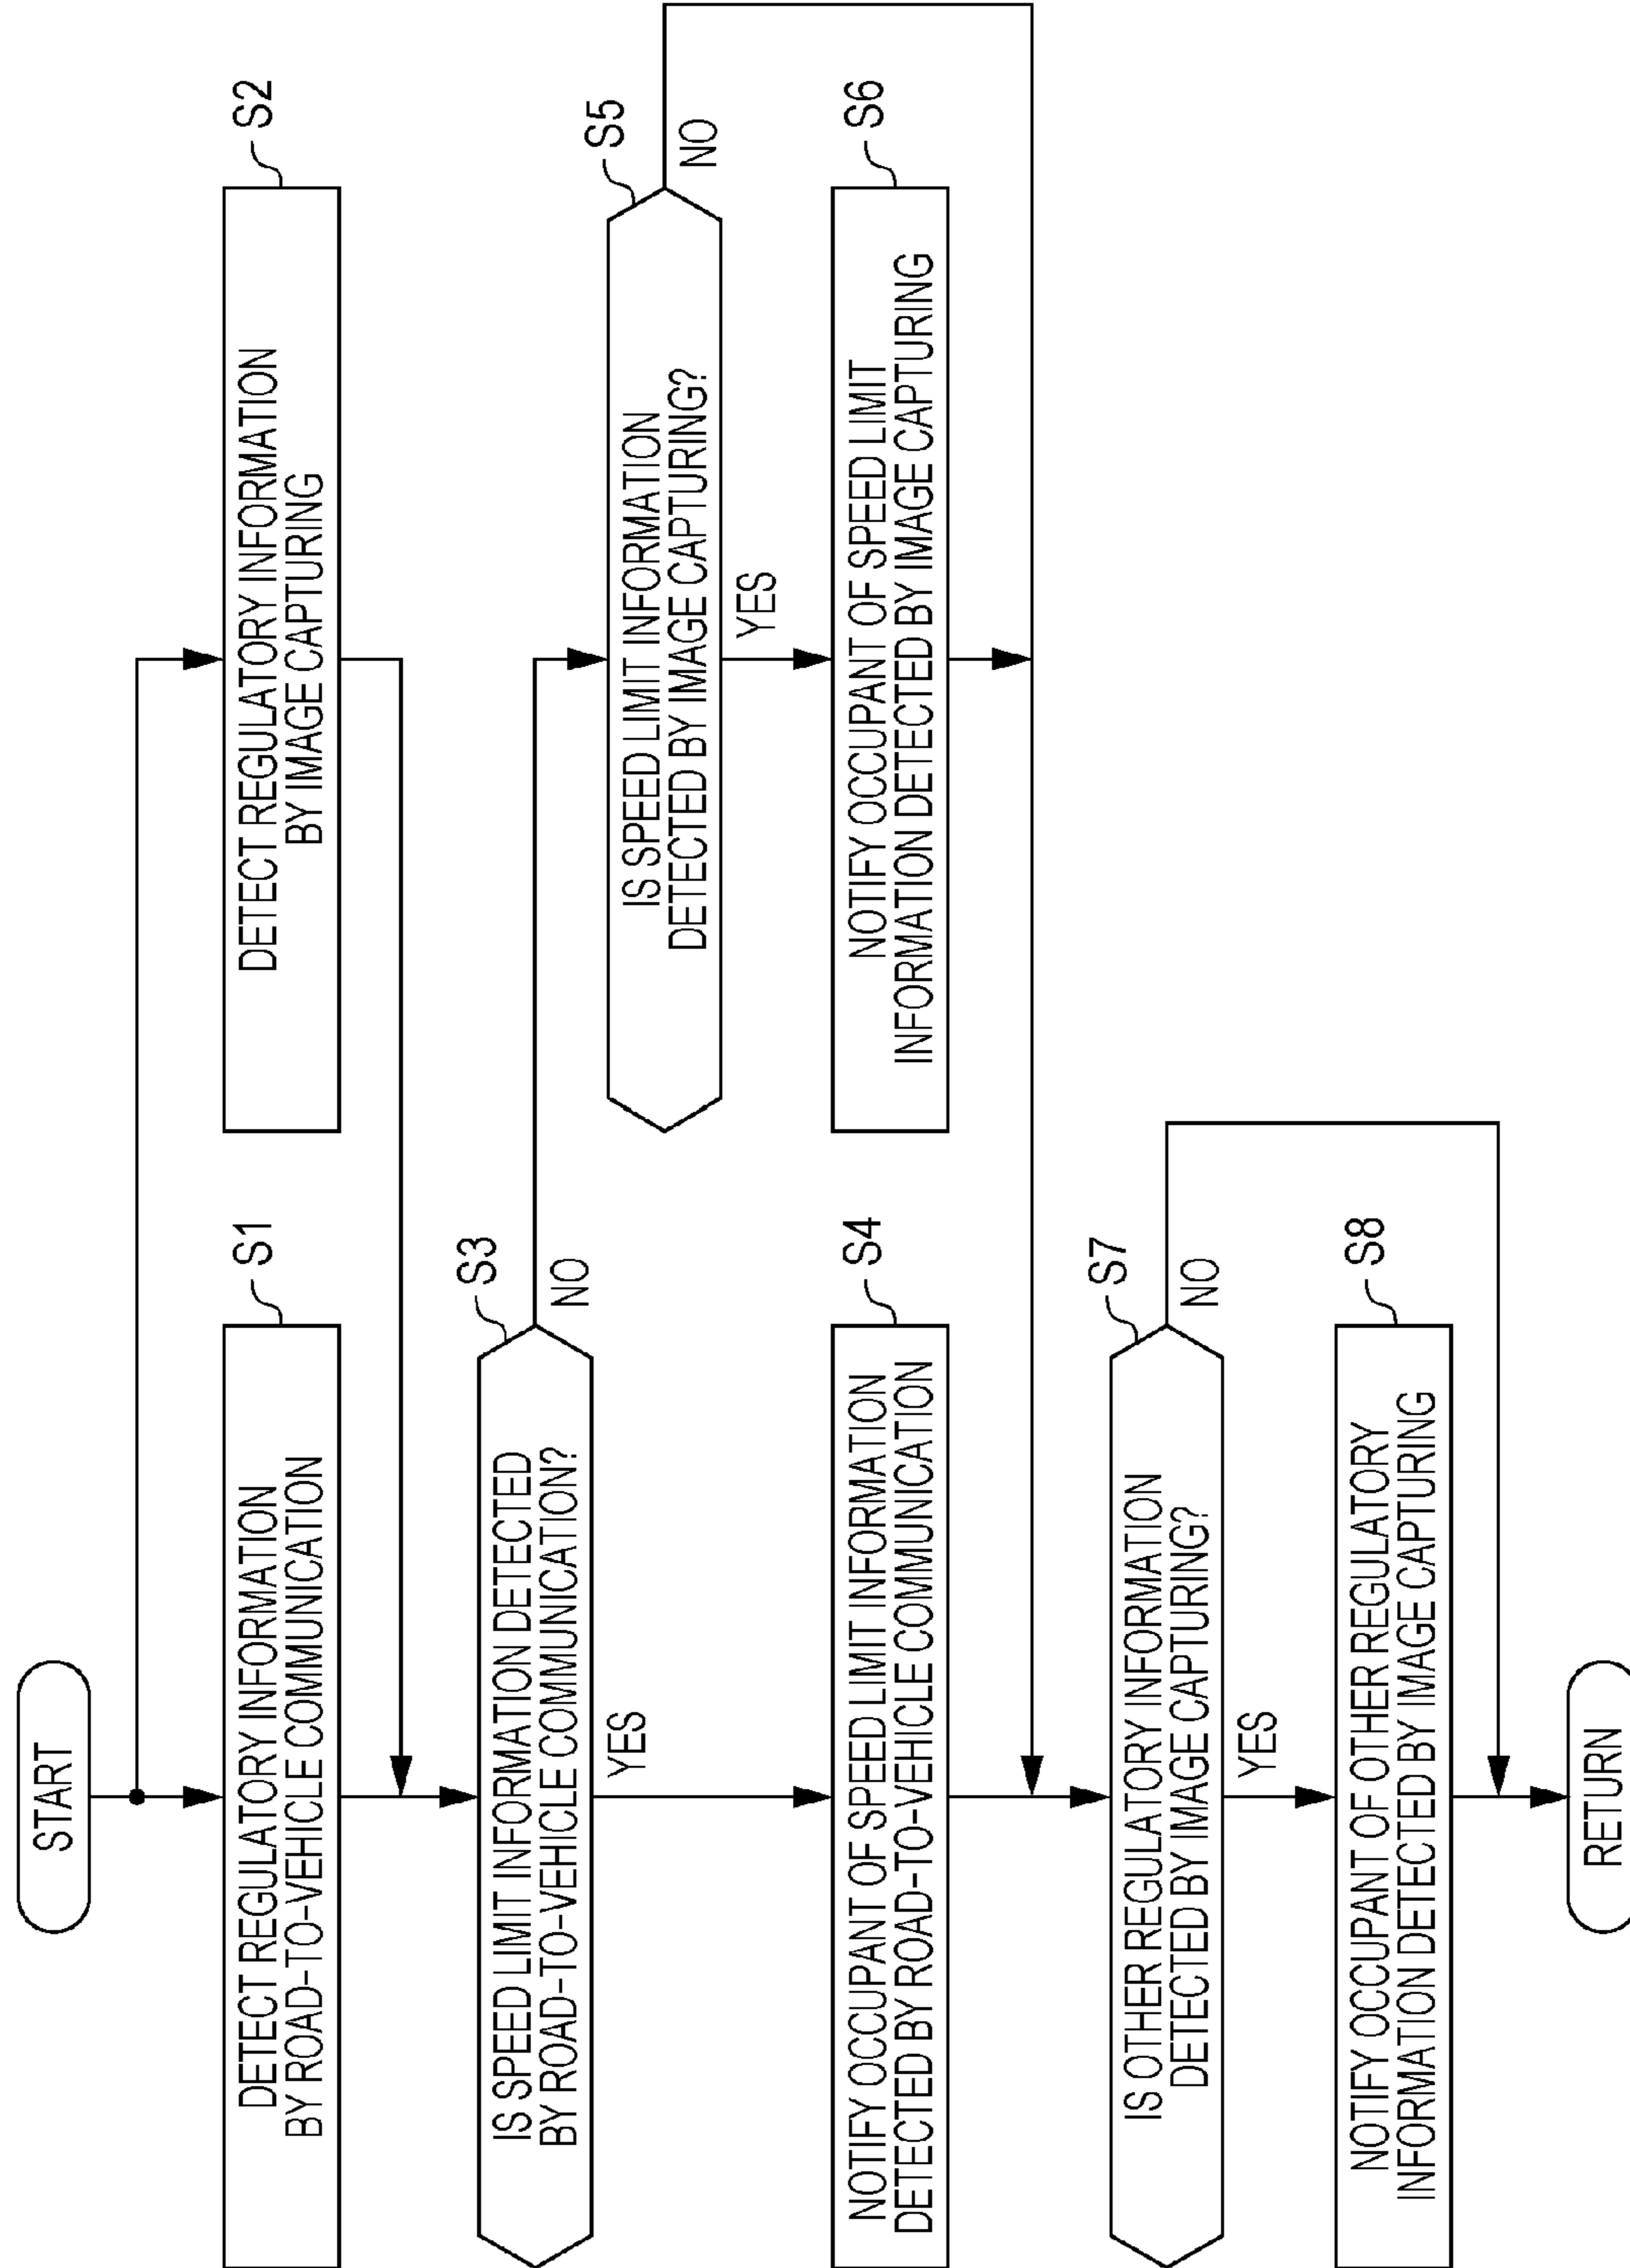 START
DETECT REGULATORY INFORMATION
BY ROAD-TO-VEHICLE COMMUNICATION
S1
DETECT REGULATORY INFORMATION
BY IMAGE CAPTURING
S2
IS SPEED LIMIT INFORMATION DETECTED
BY ROAD-TO-VEHICLE COMMUNICATION?
S3
NO
YES
IS SPEED LIMIT INFORMATION
DETECTED BY IMAGE CAPTURING?
S5
NO
YES
NOTIFY OCCUPANT OF SPEED LIMIT INFORMATION
DETECTED BY ROAD-TO-VEHICLE COMMUNICATION
S4
NOTIFY OCCUPANT OF SPEED LIMIT
INFORMATION DETECTED BY IMAGE CAPTURING
S6
IS OTHER REGULATORY INFORMATION
DETECTED BY IMAGE CAPTURING?
S7
NO
YES
NOTIFY OCCUPANT OF OTHER REGULATORY
INFORMATION DETECTED BY IMAGE CAPTURING
S8
RETURN